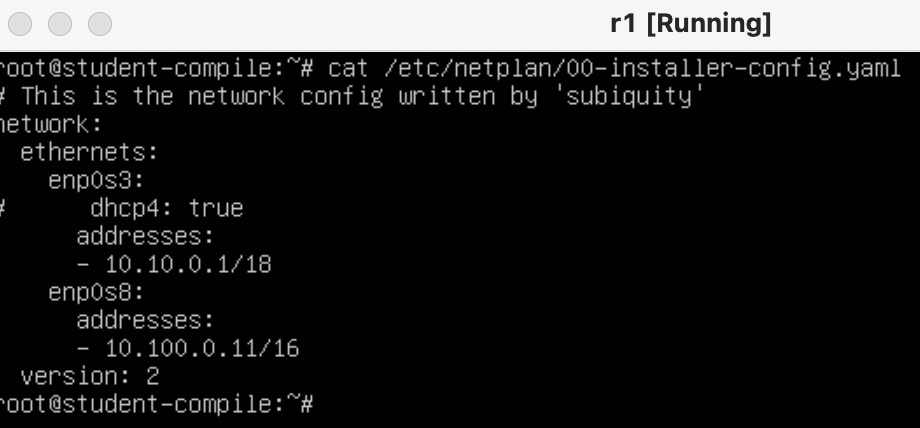 r1 [Running]
root@student-compile:~# cat /etc/netplan/00-installer-config.yaml
# This is the network config written by 'subiquity'
network:
  ethernets:
    enp0s3:
#      dhcp4: true
      addresses:
      - 10.10.0.1/18
    enp0s8:
      addresses:
      - 10.100.0.11/16
  version: 2
root@student-compile:~#